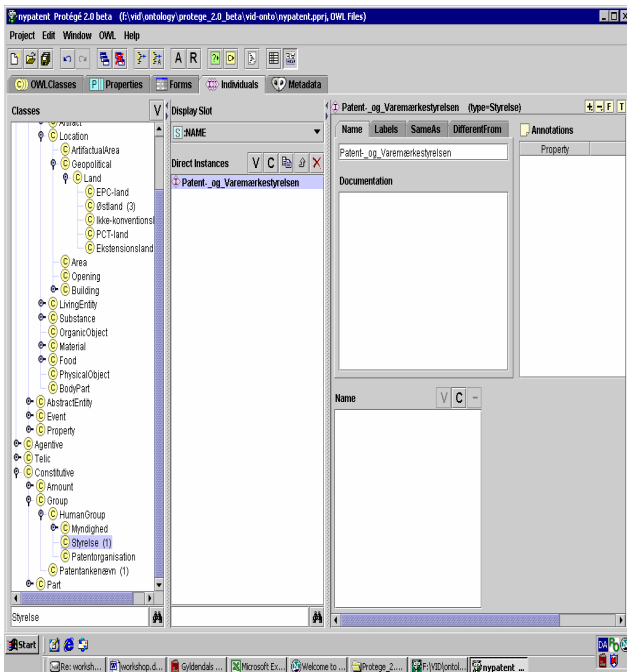 nypatent Protégé 2.0 beta (f:\vid\ontology\protege_2.0_beta\vid-onto\nypatent.pprj, OWL Files)
Project Edit Window OWL Help
A R
OWLClasses Properties Forms Individuals Metadata
Classes V
Artifact
Location
ArtifactualArea
Geopolitical
Land
EPC-land
Østland (3)
Ikke-konventionsl
PCT-land
Ekstensionsland
Area
Opening
Building
LivingEntity
Substance
OrganicObject
Material
Food
PhysicalObject
BodyPart
AbstractEntity
Event
Property
Agentive
Telic
Constitutive
Amount
Group
HumanGroup
Myndighed
Styrelse (1)
Patentorganisation
Patentankenævn (1)
Part
Styrelse
Display Slot
S :NAME
Direct Instances V C
Patent-_og_Varemærkestyrelsen
Patent-_og_Varemærkestyrelsen (type=Styrelse)
F T
Name Labels SameAs DifferentFrom
Patent-_og_Varemærkestyrelsen
Documentation
Annotations
Property
Name V C
Start
DA
Re: worksh... workshop.d... Gyldendals ... Microsoft Ex... Welcome to ... Protege_2.... F:\VID\ontol... nypatent ...